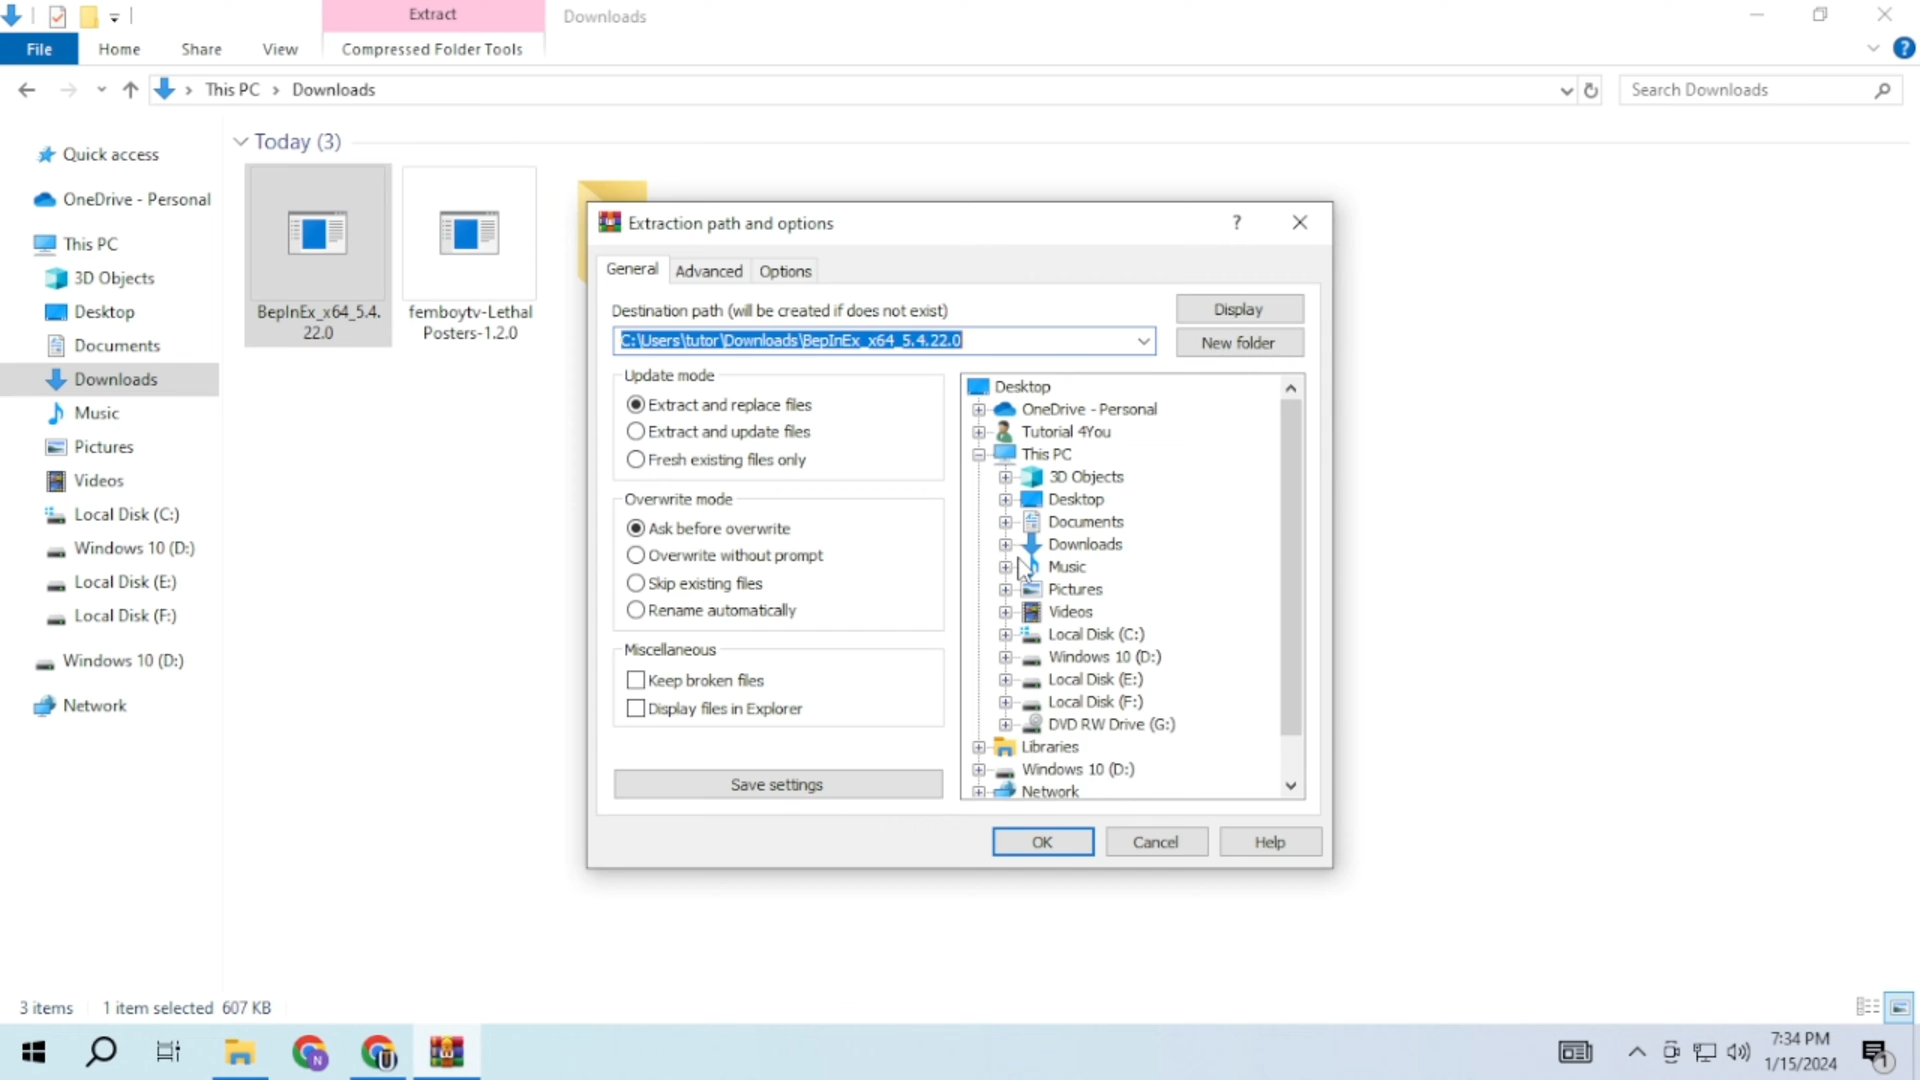 Extract
Downloads
File
Home
Share
View
Compressed Folder Tools
This PC
Downloads
Search Downloads
Quick access
OneDrive - Personal
This PC
3D Objects
Desktop
Documents
Downloads
Music
Pictures
Videos
Local Disk (C:)
Windows 10 (D:)
Local Disk (E:)
Local Disk (F:)
Windows 10 (D:)
Network
Today (3)
BepInEx_x64_5.4.
22.0
femboytv-Lethal
Posters-1.2.0
Extraction path and options
?
General
Advanced
Options
Destination path (will be created if does not exist)
C:\Users\tutor\Downloads\BepInEx_x64_5.4.22.0
Display
New folder
Update mode
Extract and replace files
Extract and update files
Fresh existing files only
Overwrite mode
Ask before overwrite
Overwrite without prompt
Skip existing files
Rename automatically
Miscellaneous
Keep broken files
Display files in Explorer
Save settings
Desktop
OneDrive - Personal
Tutorial 4You
This PC
3D Objects
Desktop
Documents
Downloads
Music
Pictures
Videos
Local Disk (C:)
Windows 10 (D:)
Local Disk (E:)
Local Disk (F:)
DVD RW Drive (G:)
Libraries
Windows 10 (D:)
Network
OK
Cancel
Help
3 items
1 item selected 607 KB
N
7:34 PM
1/15/2024
1